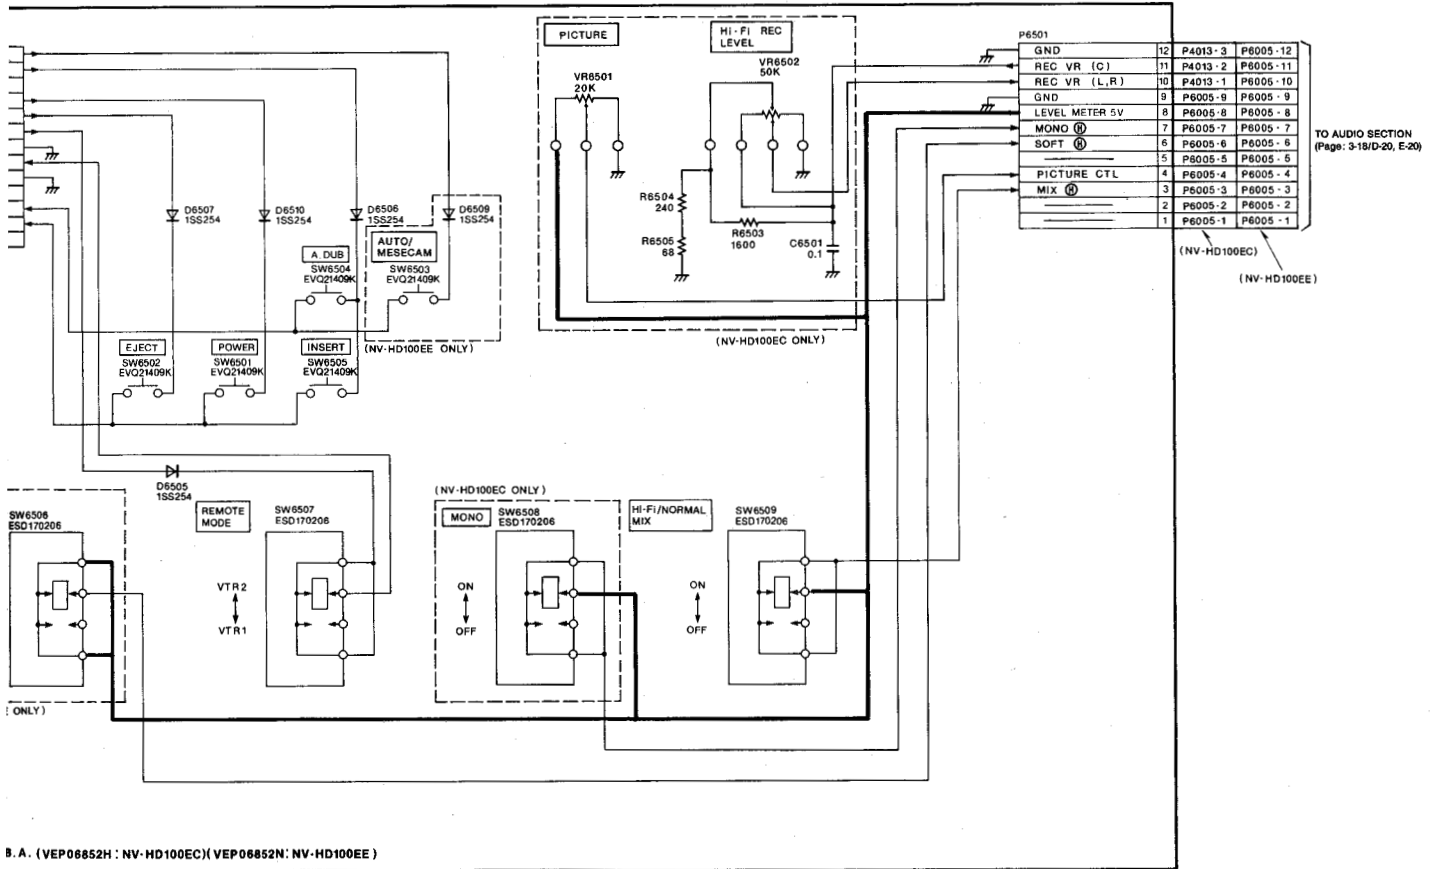 PICTURE
HI-FI REC
LEVEL
VR6501
20K
VR6502
50K
R6504
240
R6505
68
R6503
1600
C6501
0.1
(NV-HD100EC ONLY)
P6501
GND 12 P4013-3 P6005-12
REC VR (C) 11 P4013-2 P6005-11
REC VR (L,R) 10 P4013-1 P6006-10
GND 9 P6005-9 P6005-9
LEVEL METER 5V 8 P6005-8 P6005-8
MONO Ⓗ 7 P6005-7 P6005-7
SOFT Ⓗ 6 P6005-6 P6005-6
5 P6005-5 P6005-5
PICTURE CTL 4 P6005-4 P6005-4
MIX Ⓗ 3 P6005-3 P6005-3
2 P6005-2 P6005-2
1 P6005-1 P6005-1
(NV-HD100EC)
(NV-HD100EE)
TO AUDIO SECTION
(Page: 3-18/D-20, E-20)
D6507
1SS254
D6510
1SS254
D6506
1SS254
D6509
1SS254
A.DUB
SW6504
EVQ21409K
AUTO/
MESECAM
SW6503
EVQ21409K
(NV-HD100EE ONLY)
EJECT
SW6502
EVQ21409K
POWER
SW6501
EVQ21409K
INSERT
SW6505
EVQ21409K
D6505
1SS254
SW6506
ESD170206
REMOTE
MODE
SW6507
ESD170206
VTR2
VTR1
(NV-HD100EC ONLY)
MONO
SW6508
ESD170206
ON
OFF
HI-Fi/NORMAL
MIX
SW6509
ESD170206
ON
OFF
ONLY)
B.A. (VEP06852H: NV-HD100EC)(VEP06852N: NV-HD100EE)